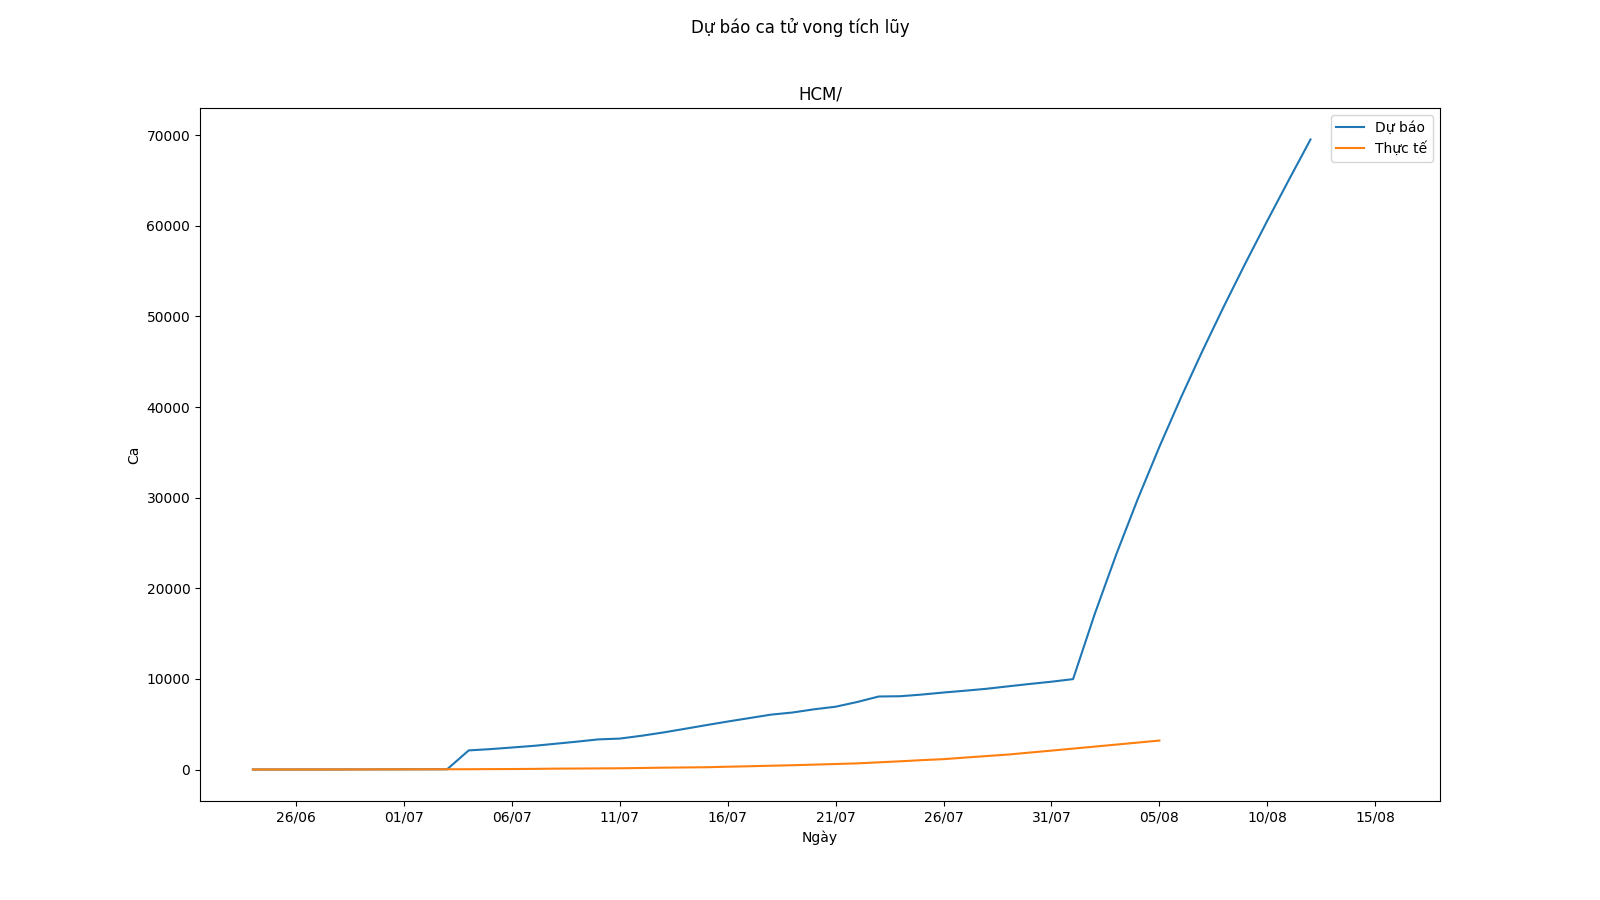 Dự báo ca tử vong tích lũy
HCM/
Dự báo
Thực tế
70000
60000
50000
40000
30000
20000
10000
0
Ca
26/06 01/07 06/07 11/07 16/07 21/07 26/07 31/07 05/08 10/08 15/08
Ngày